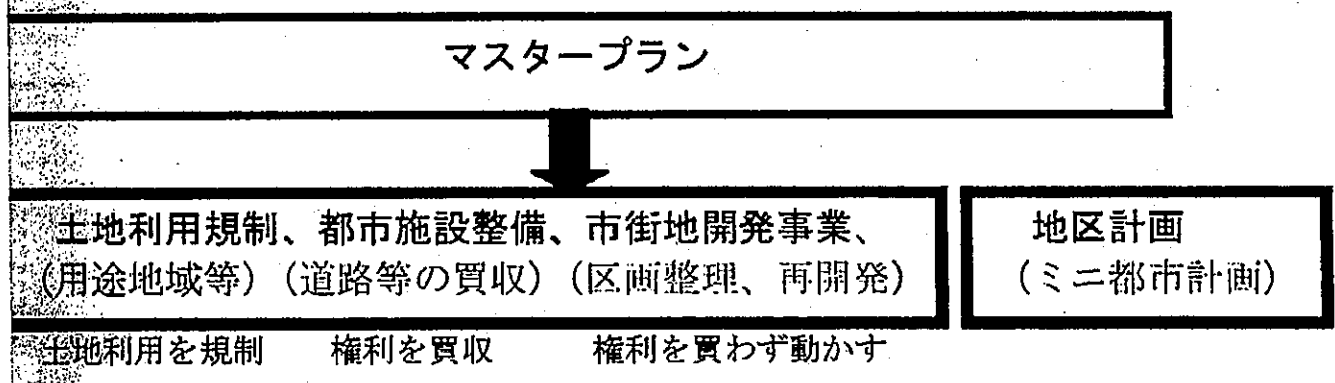 マスタープラン
土地利用規制、都市施設整備、市街地開発事業、
(用途地域等)(道路等の買収)(区画整理、再開発)
地区計画
(ミニ都市計画)
土地利用を規制 権利を買収 権利を買わず動かす